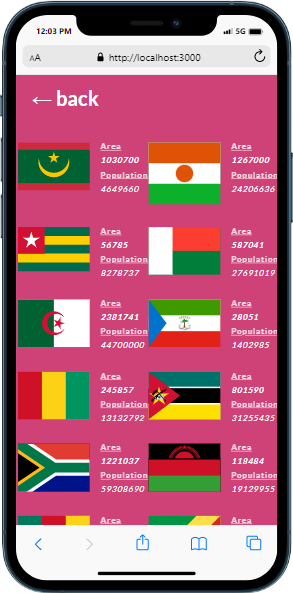 12:03 PM
5G
AA
http://localhost:3000
←back
Area
1030700
Population
4649660
Area
1267000
Population
24206636
Area
56785
Population
8278737
Area
587041
Population
27691019
Area
2381741
Population
44700000
Area
28051
Population
1402985
Area
245857
Population
13132792
Area
801590
Population
31255435
Area
1221037
Population
59308690
Area
118484
Population
19129955
Area
Area